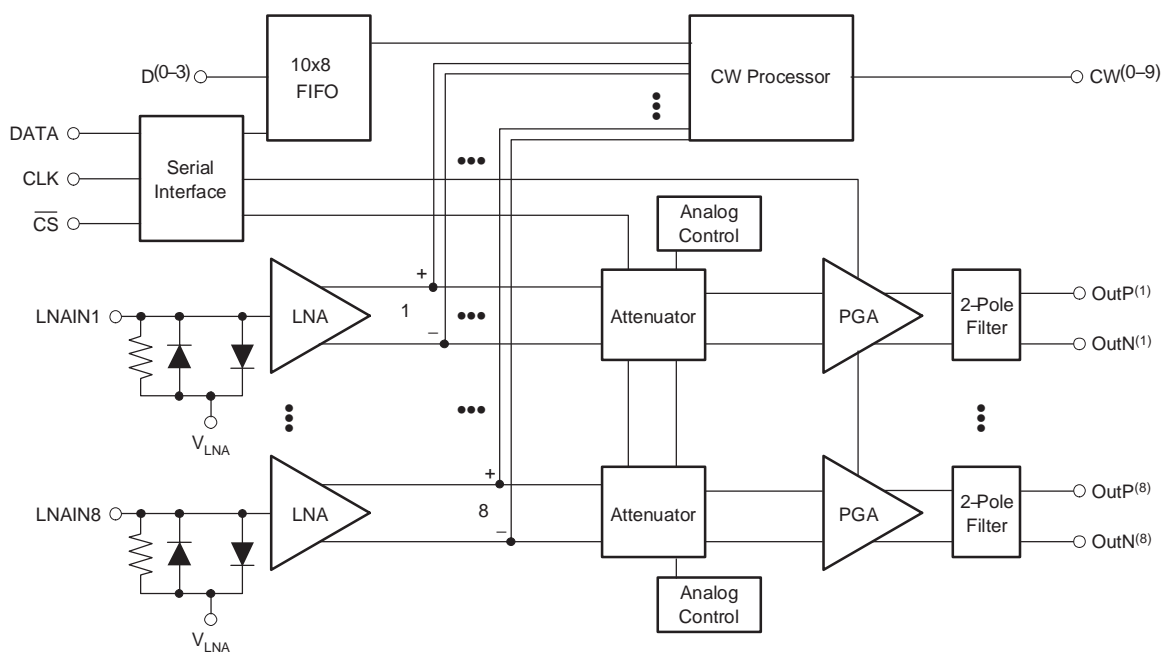 D(0–3)
10x8
FIFO
CW Processor
CW(0–9)
DATA
CLK
CS
Serial
Interface
Analog
Control
LNAIN1
LNA
+
1
–
Attenuator
PGA
2–Pole
Filter
OutP(1)
OutN(1)
VLNA
LNAIN8
LNA
+
8
–
Attenuator
PGA
2–Pole
Filter
OutP(8)
OutN(8)
VLNA
Analog
Control